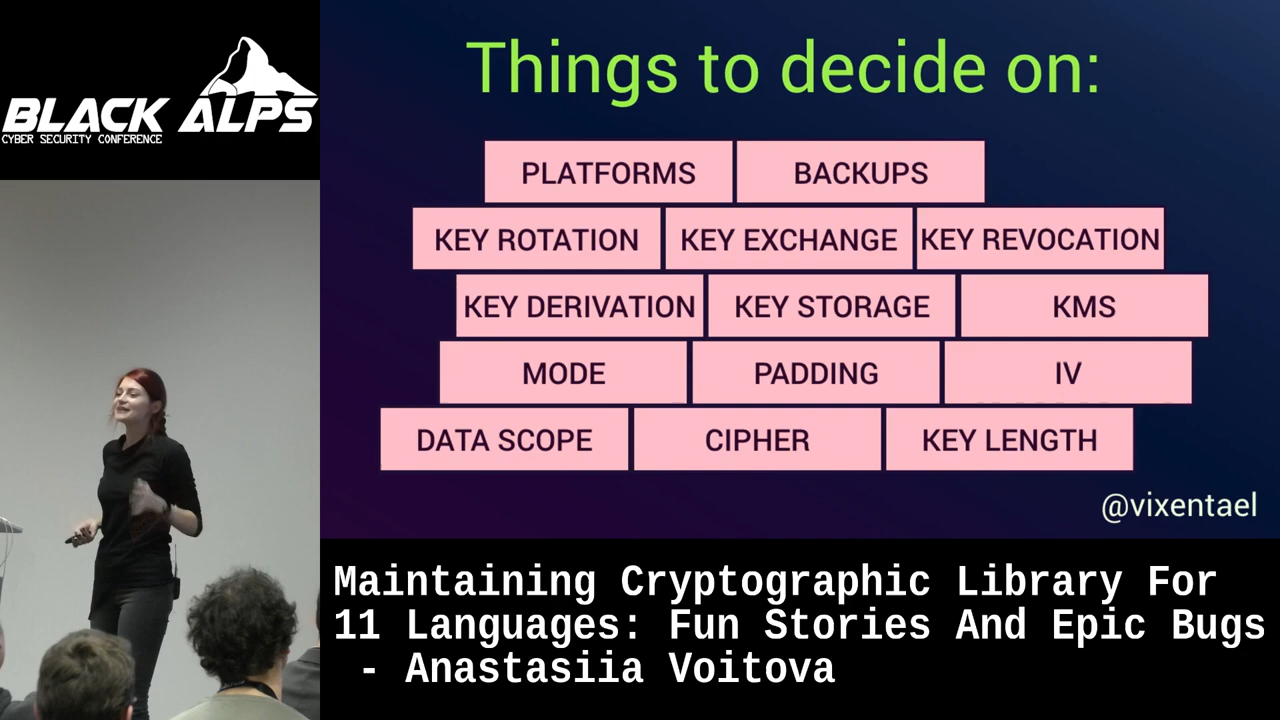 BLACK ALPS
CYBER SECURITY CONFERENCE
Things to decide on:
PLATFORMS BACKUPS
KEY ROTATION KEY EXCHANGE KEY REVOCATION
KEY DERIVATION KEY STORAGE KMS
MODE PADDING IV
DATA SCOPE CIPHER KEY LENGTH
@vixentael
Maintaining Cryptographic Library For
11 Languages: Fun Stories And Epic Bugs
- Anastasiia Voitova